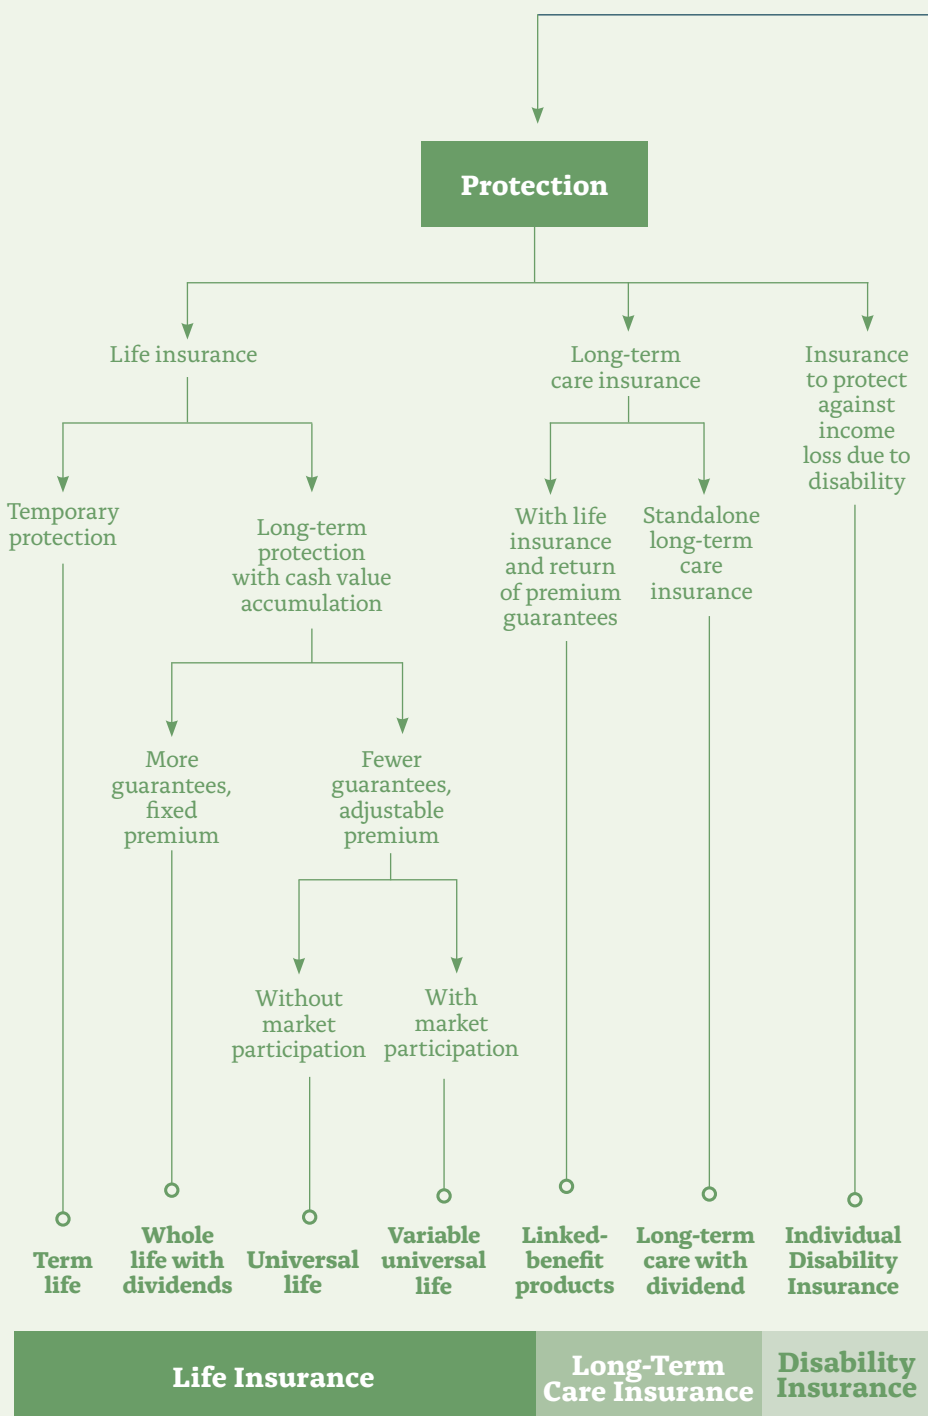 Protection
Life insurance
Long-term
care insurance
Insurance
to protect
against
income
loss due to
disability
Temporary
protection
Long-term
protection
with cash value
accumulation
With life
insurance
and return
of premium
guarantees
Standalone
long-term
care
insurance
More
guarantees,
fixed
premium
Fewer
guarantees,
adjustable
premium
Without
market
participation
With
market
participation
Term
life
Whole
life with
dividends
Universal
life
Variable
universal
life
Linked-
benefit
products
Long-term
care with
dividend
Individual
Disability
Insurance
Life Insurance
Long-Term
Care Insurance
Disability
Insurance